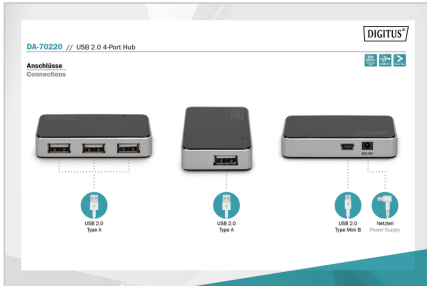 DIGITUS®
DA-70220 // USB 2.0 4-Port Hub
Anschlüsse
Connections
DC-5V
USB 2.0
Type A
USB 2.0
Type A
USB 2.0
Type Mini B
Netzteil
Power Supply